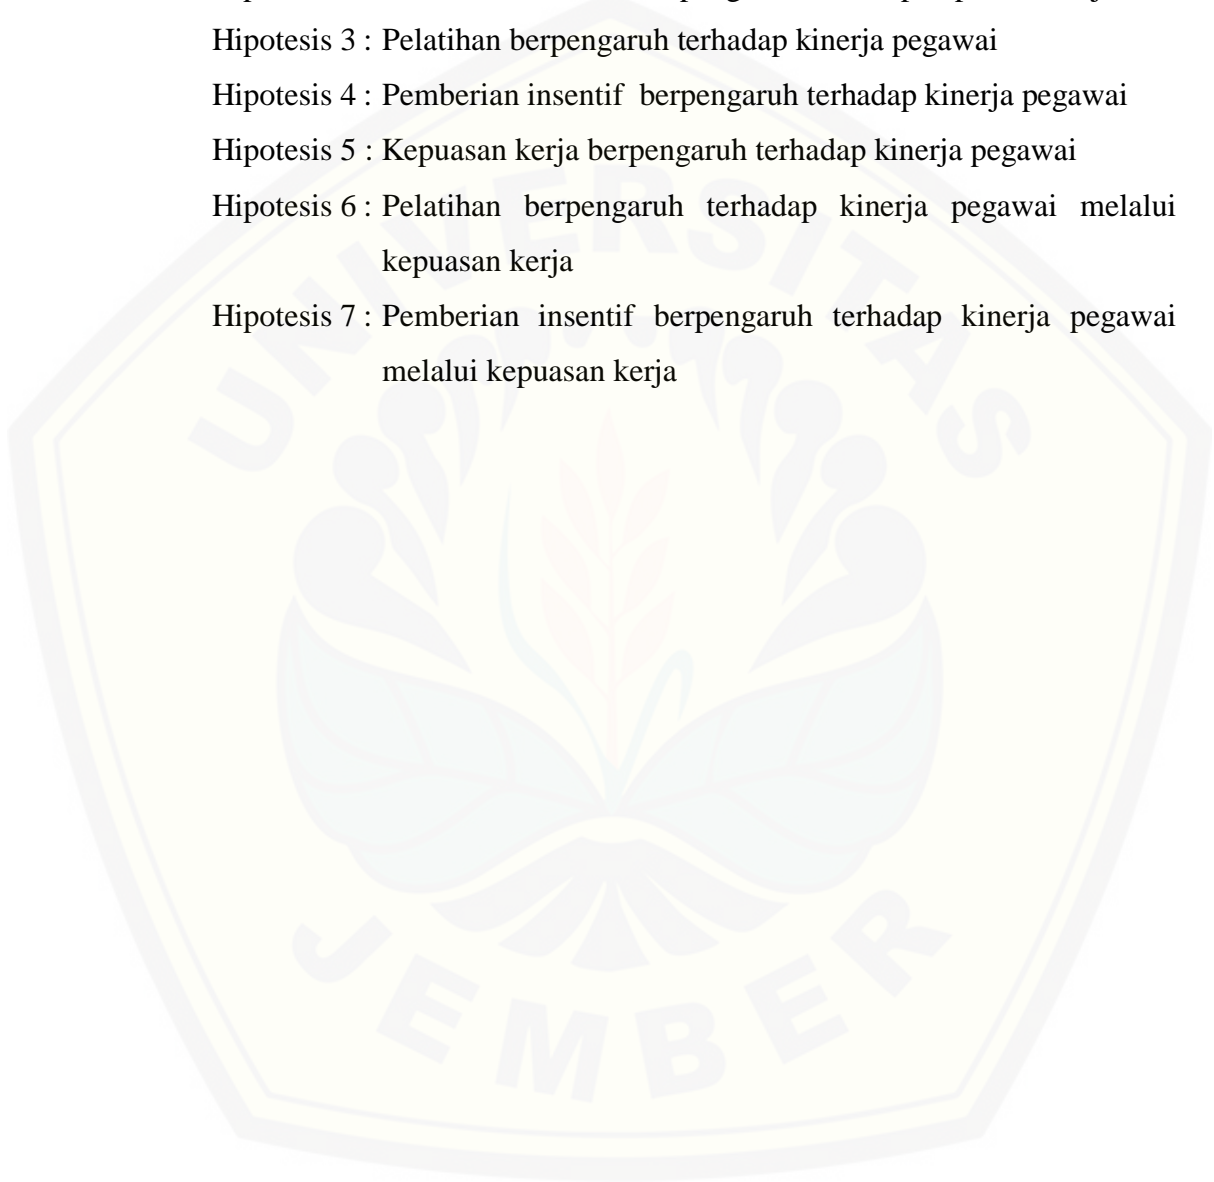 Hipotesis 3 : Pelatihan berpengaruh terhadap kinerja pegawai
Hipotesis 4 : Pemberian insentif berpengaruh terhadap kinerja pegawai
Hipotesis 5 : Kepuasan kerja berpengaruh terhadap kinerja pegawai
Hipotesis 6 : Pelatihan berpengaruh terhadap kinerja pegawai melalui
kepuasan kerja
Hipotesis 7 : Pemberian insentif berpengaruh terhadap kinerja pegawai
melalui kepuasan kerja
UNIVERSITAS
JEMBER